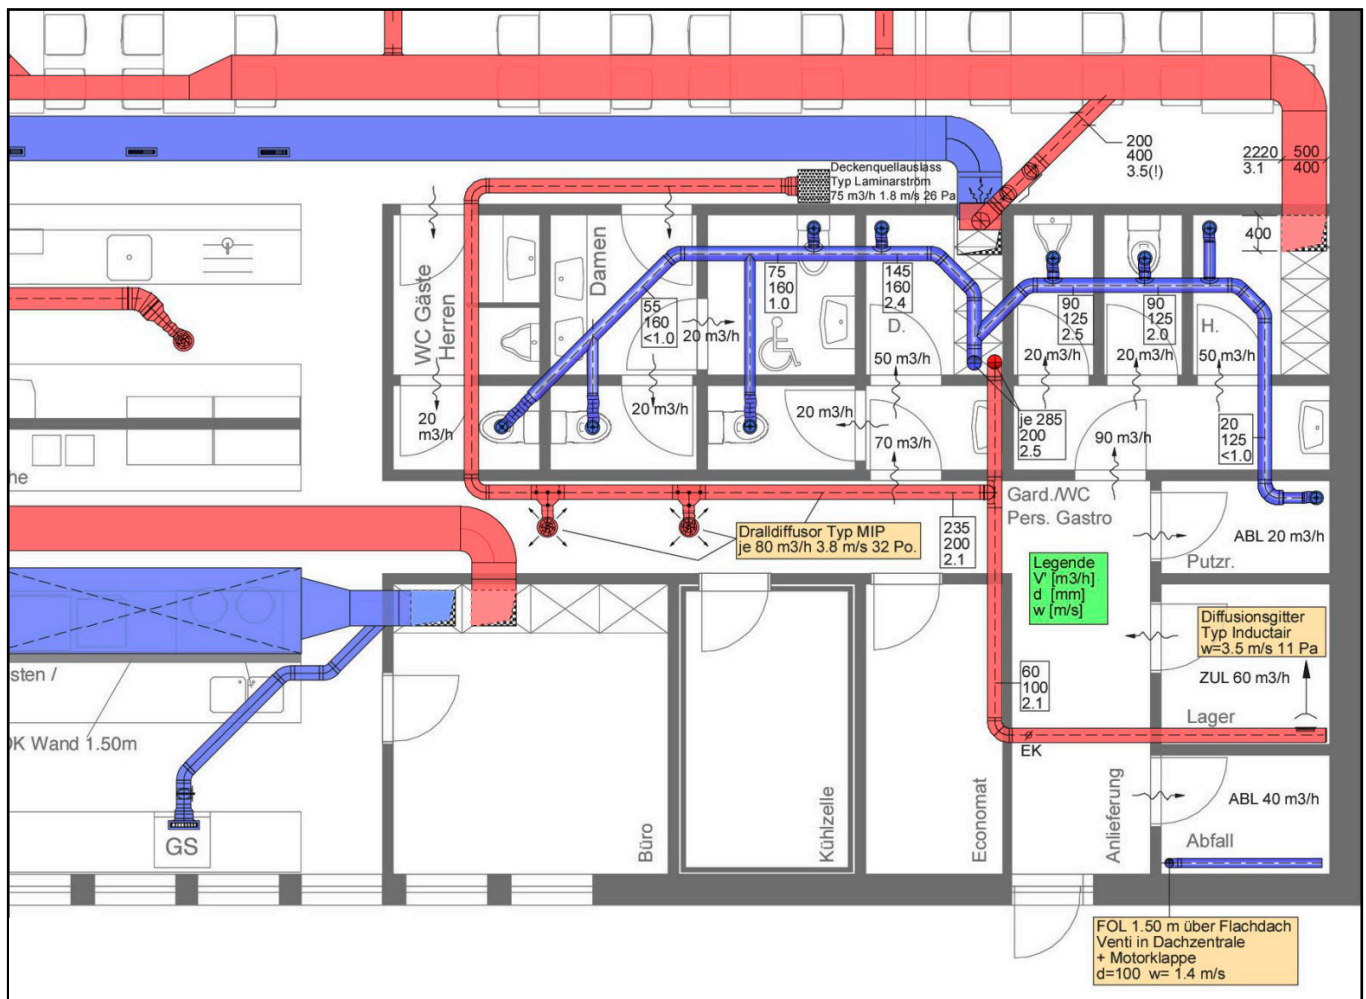 200
400
3.5(!)
2220
3.1
500
400
Deckenquellauslass
Typ Laminarström
75 m3/h 1.8 m/s 26 Pa
400
WC Gäste
Herren
Damen
55
160
<1.0
75
160
1.0
145
160
2.4
D.
90
125
2.5
90
125
2.0
H.
20 m3/h
50 m3/h
20 m3/h
20 m3/h
50 m3/h
20
m3/h
20 m3/h
20 m3/h
70 m3/h
je 285
200
2.5
90 m3/h
20
125
<1.0
he
Gard./WC
Pers. Gastro
Dralldiffusor Typ MIP
je 80 m3/h 3.8 m/s 32 Po.
235
200
2.1
ABL 20 m3/h
Putzr.
Legende
V' [m3/h]
d [mm]
w [m/s]
Diffusionsgitter
Typ Inductair
w=3.5 m/s 11 Pa
sten /
60
100
2.1
ZUL 60 m3/h
Lager
OK Wand 1.50m
EK
GS
Büro
Kühlzelle
Economat
Anlieferung
ABL 40 m3/h
Abfall
FOL 1.50 m über Flachdach
Venti in Dachzentrale
+ Motorklappe
d=100 w= 1.4 m/s